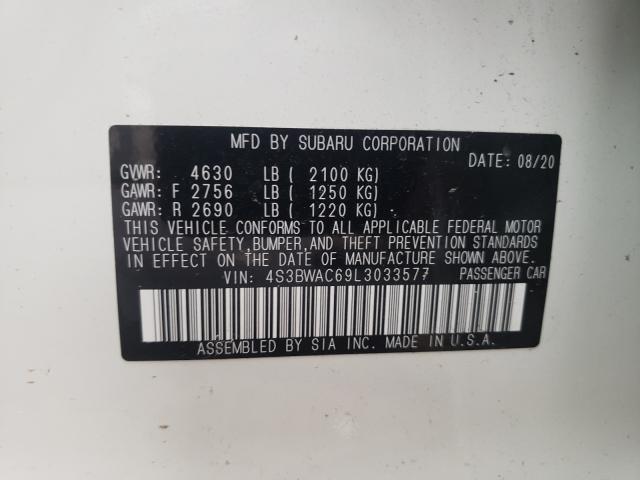 MFD BY SUBARU CORPORATION
DATE: 08/20
GVWR: 4630 LB ( 2100 KG)
GAWR: F 2756 LB ( 1250 KG)
GAWR: R 2690 LB ( 1220 KG)
THIS VEHICLE CONFORMS TO ALL APPLICABLE FEDERAL MOTOR
VEHICLE SAFETY, BUMPER, AND THEFT PREVENTION STANDARDS
IN EFFECT ON THE DATE OF MANUFACTURE SHOWN ABOVE.
VIN: 4S3BWAC69L3033577 PASSENGER CAR
ASSEMBLED BY SIA INC. MADE IN U.S.A.